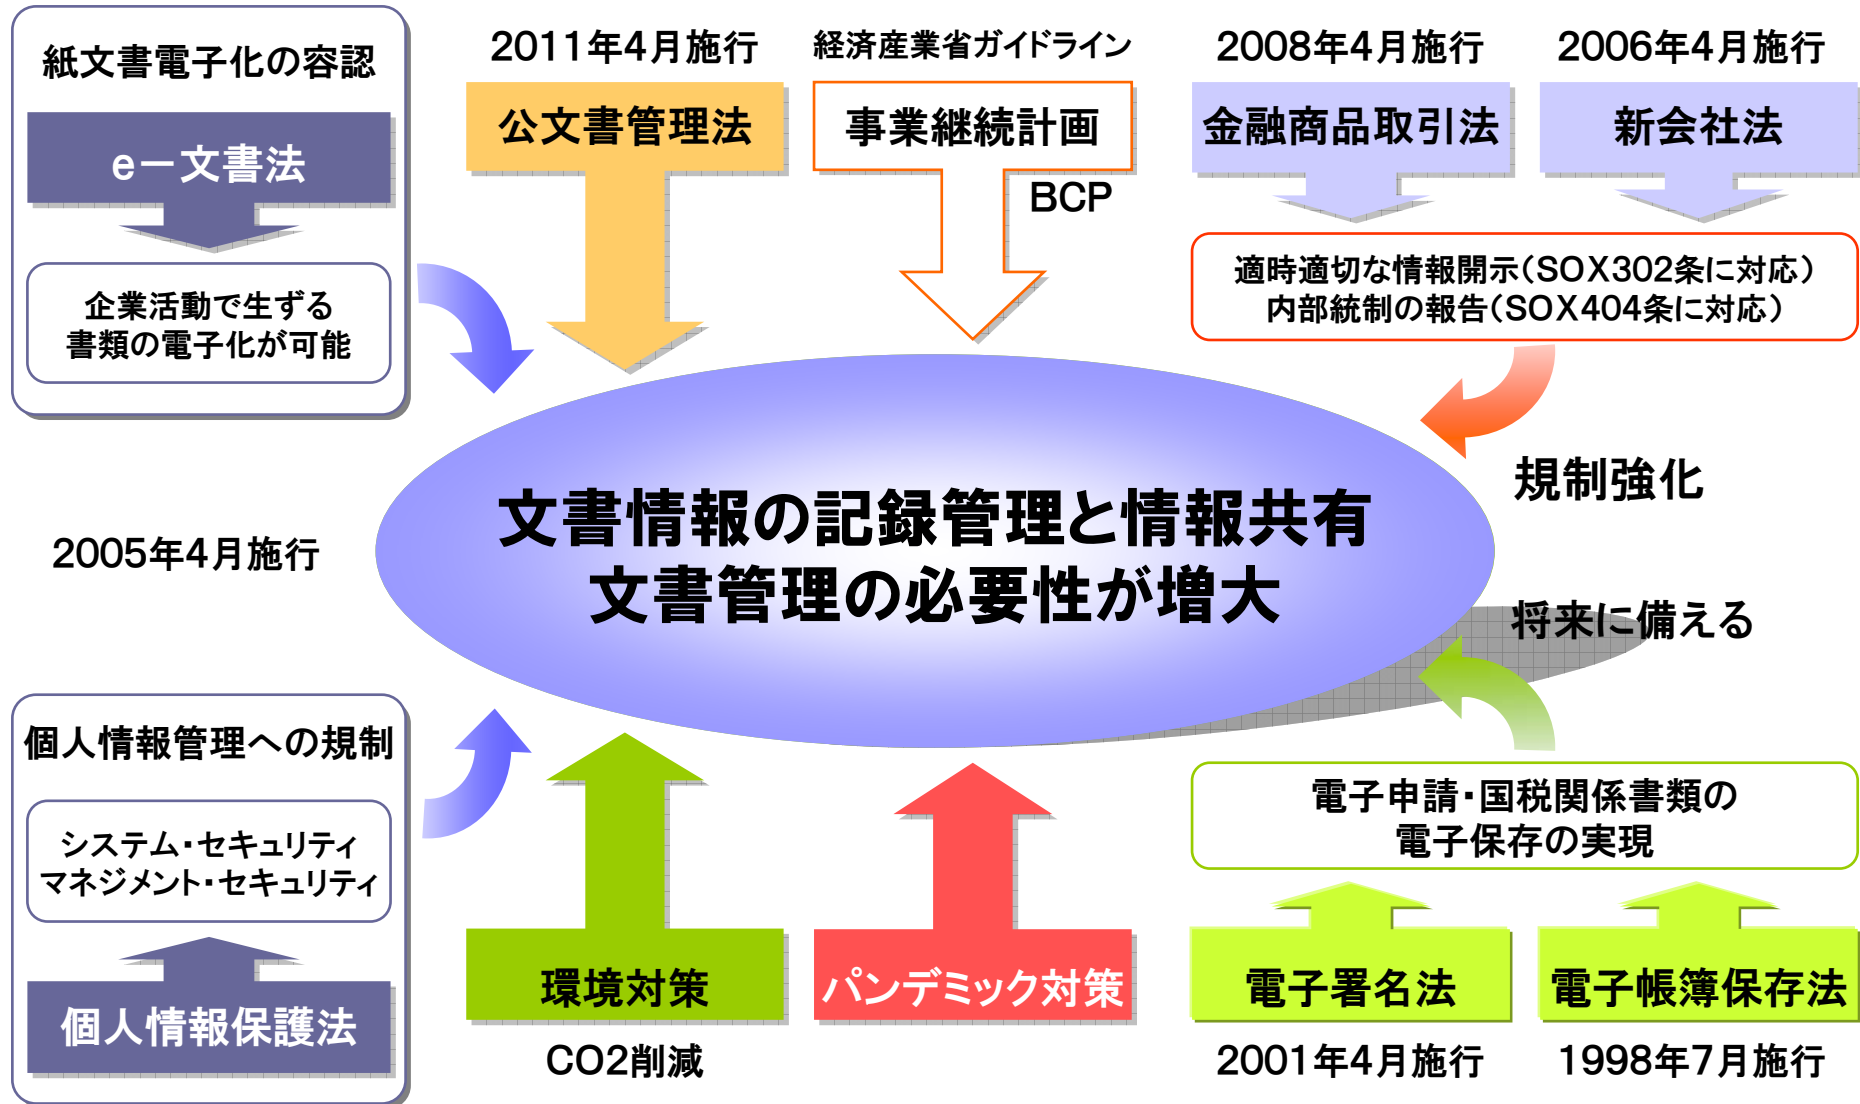 紙文書電子化の容認
e－文書法
企業活動で生ずる
書類の電子化が可能
2011年4月施行
公文書管理法
経済産業省ガイドライン
事業継続計画
BCP
2008年4月施行
金融商品取引法
2006年4月施行
新会社法
適時適切な情報開示（SOX302条に対応）
内部統制の報告（SOX404条に対応）
規制強化
文書情報の記録管理と情報共有
文書管理の必要性が増大
2005年4月施行
将来に備える
個人情報管理への規制
システム・セキュリティ
マネジメント・セキュリティ
個人情報保護法
環境対策
CO2削減
パンデミック対策
電子申請・国税関係書類の
電子保存の実現
電子署名法
2001年4月施行
電子帳簿保存法
1998年7月施行